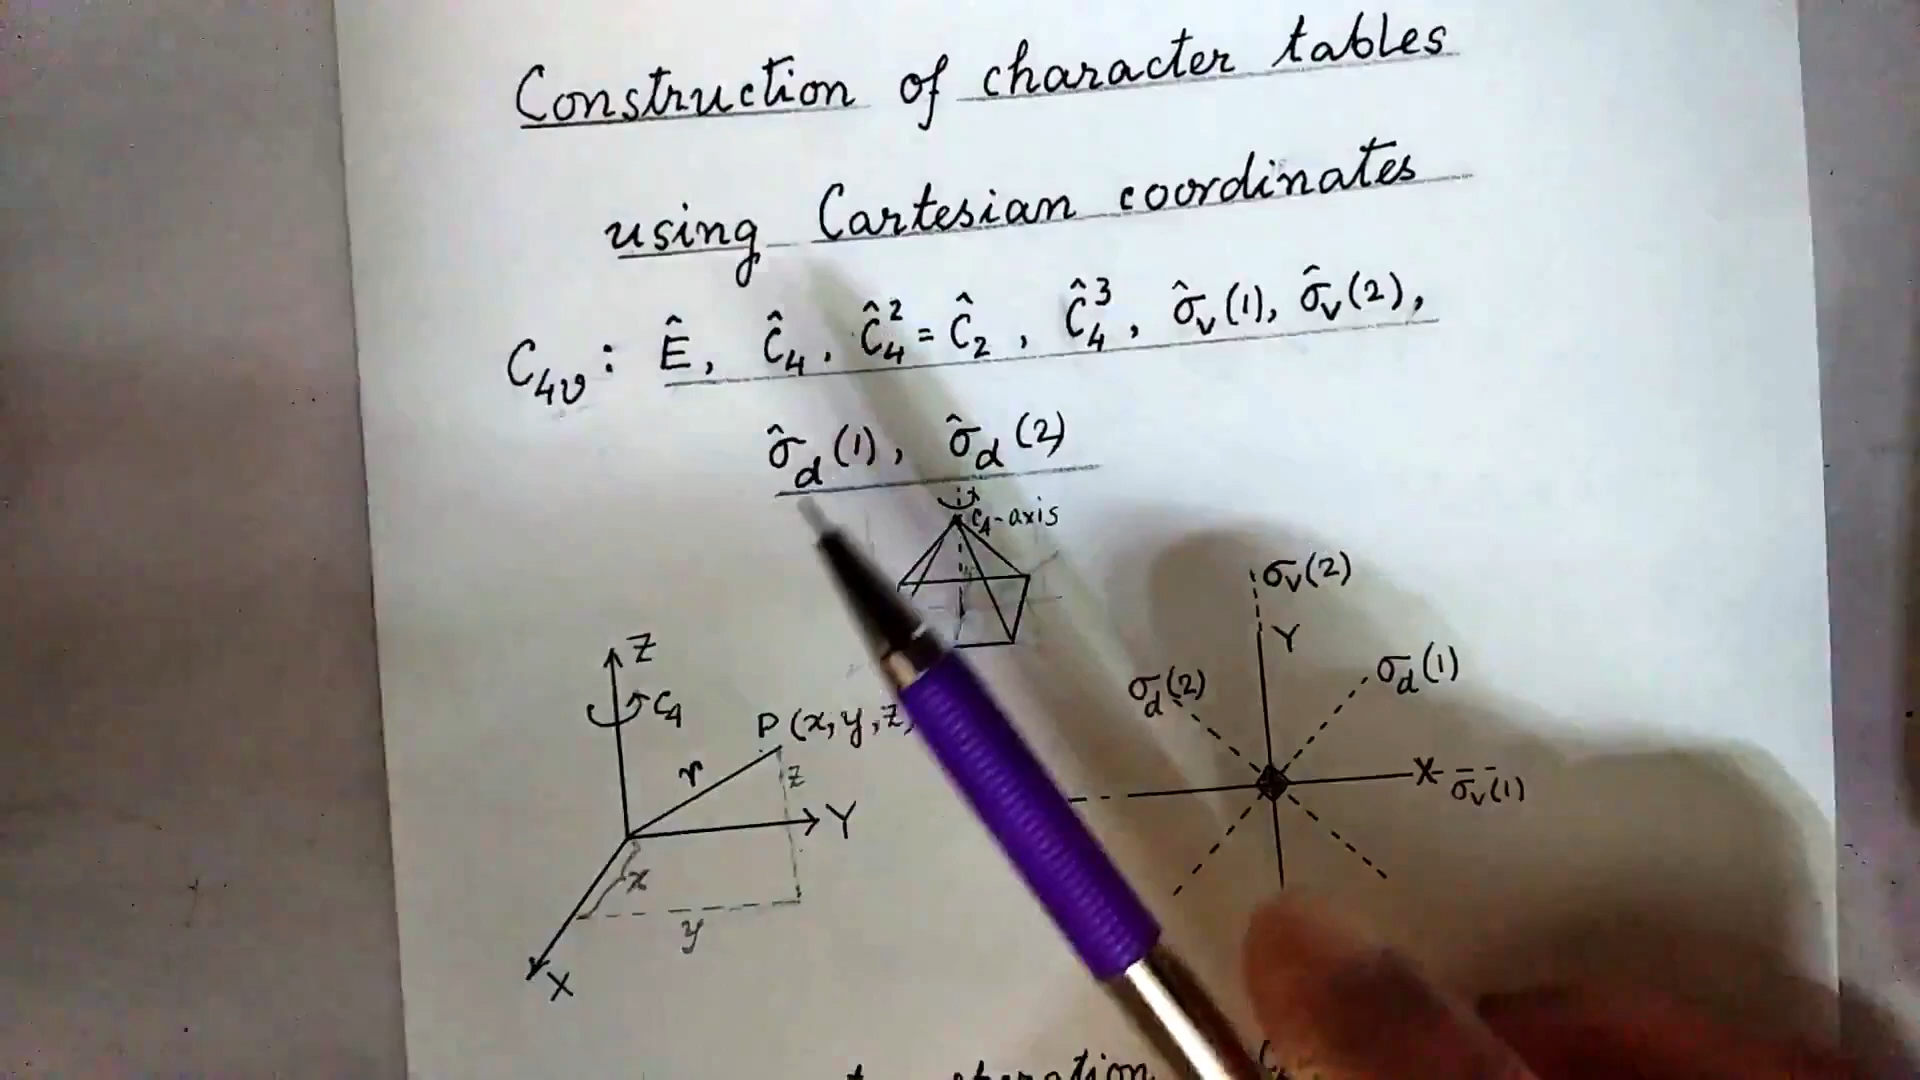 Construction of character tables
using Cartesian coordinates
C₄ᵥ : Ê, Ĉ₄, Ĉ₄² = Ĉ₂, Ĉ₄³, σ̂ᵥ(1), σ̂ᵥ(2),
σ̂d(1), σ̂d(2)
C₄-axis
σᵥ(2)
Z
Y
C₄
σd(2)
σd(1)
P(x, y, z)
r
z
X
σᵥ(1)
Y
x
y
X
operation